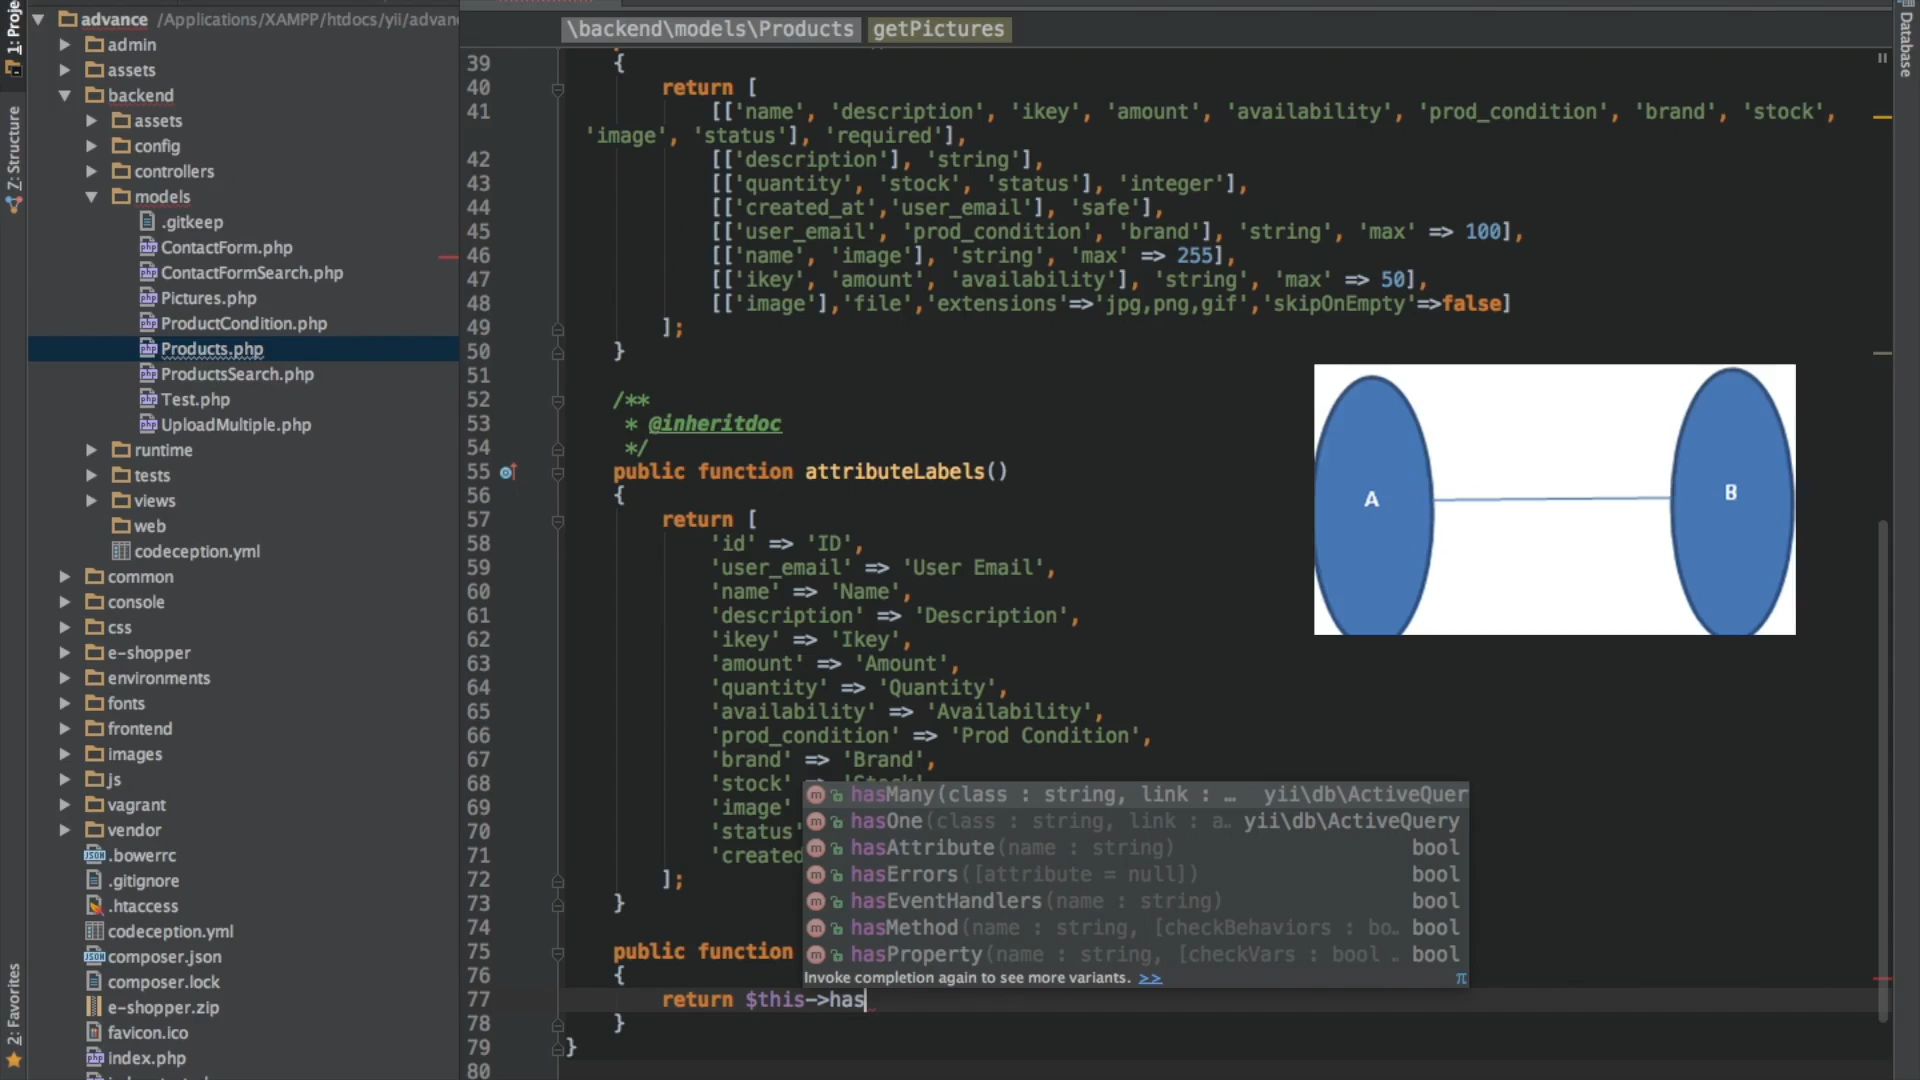 \backend\models\Products getPictures
1: Proje
Z: Structure
2: Favorites
Database
advance /Applications/XAMPP/htdocs/yii/advan
admin
assets
backend
assets
config
controllers
models
.gitkeep
ContactForm.php
ContactFormSearch.php
Pictures.php
ProductCondition.php
Products.php
ProductsSearch.php
Test.php
UploadMultiple.php
runtime
tests
views
web
codeception.yml
common
console
css
e-shopper
environments
fonts
frontend
images
js
vagrant
vendor
.bowerrc
.gitignore
.htaccess
codeception.yml
composer.json
composer.lock
e-shopper.zip
favicon.ico
index.php
39 {
40 return [
41 [['name', 'description', 'ikey', 'amount', 'availability', 'prod_condition', 'brand', 'stock',
'image', 'status'], 'required'],
42 [['description'], 'string'],
43 [['quantity', 'stock', 'status'], 'integer'],
44 [['created_at','user_email'], 'safe'],
45 [['user_email', 'prod_condition', 'brand'], 'string', 'max' => 100],
46 [['name', 'image'], 'string', 'max' => 255],
47 [['ikey', 'amount', 'availability'], 'string', 'max' => 50],
48 [['image'],'file','extensions'=>'jpg,png,gif','skipOnEmpty'=>false]
49 ];
50 }
51
52 /**
53 * @inheritdoc
54 */
55 public function attributeLabels()
56 {
57 return [
58 'id' => 'ID',
59 'user_email' => 'User Email',
60 'name' => 'Name',
61 'description' => 'Description',
62 'ikey' => 'Ikey',
63 'amount' => 'Amount',
64 'quantity' => 'Quantity',
65 'availability' => 'Availability',
66 'prod_condition' => 'Prod Condition',
67 'brand' => 'Brand',
68 'stock' => 'Stock'
69 'image'
70 'status'
71 'created
72 ];
73 }
74
75 public function
76 {
77 return $this->has
78 }
79 }
80
hasMany(class : string, link : … yii\db\ActiveQuer
hasOne(class : string, link : a… yii\db\ActiveQuery
hasAttribute(name : string) bool
hasErrors([attribute = null]) bool
hasEventHandlers(name : string) bool
hasMethod(name : string, [checkBehaviors : bo… bool
hasProperty(name : string, [checkVars : bool … bool
Invoke completion again to see more variants. >> π
A
B